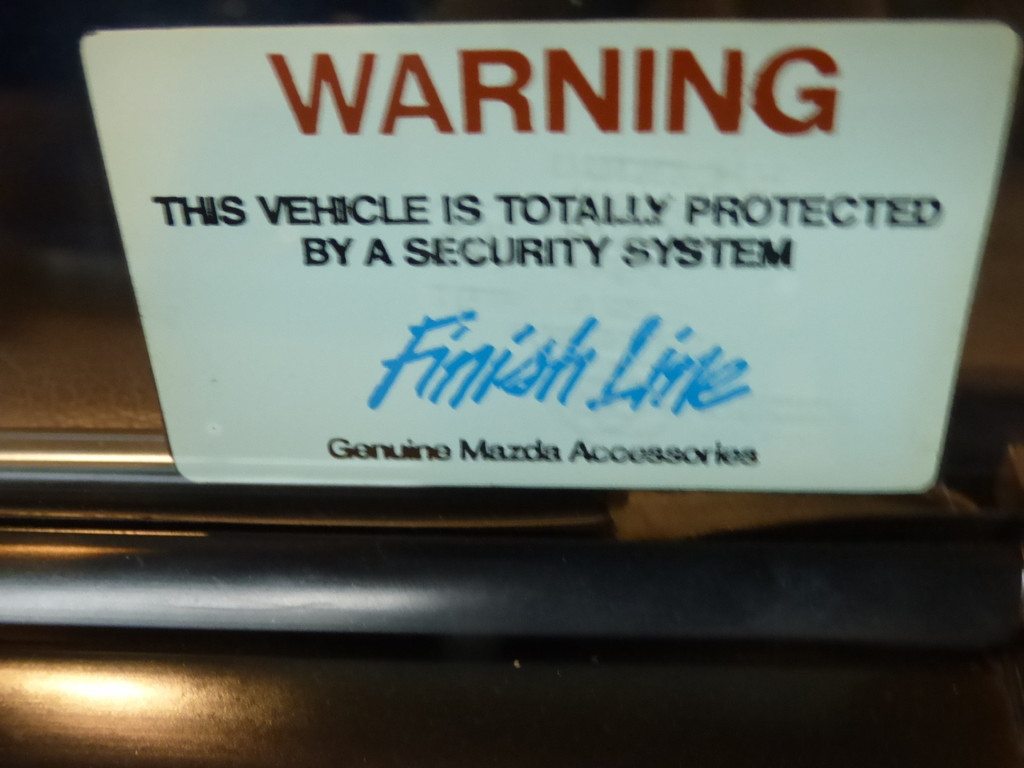 WARNING
THIS VEHICLE IS TOTALLY PROTECTED
BY A SECURITY SYSTEM
Finish Line
Genuine Mazda Accessories